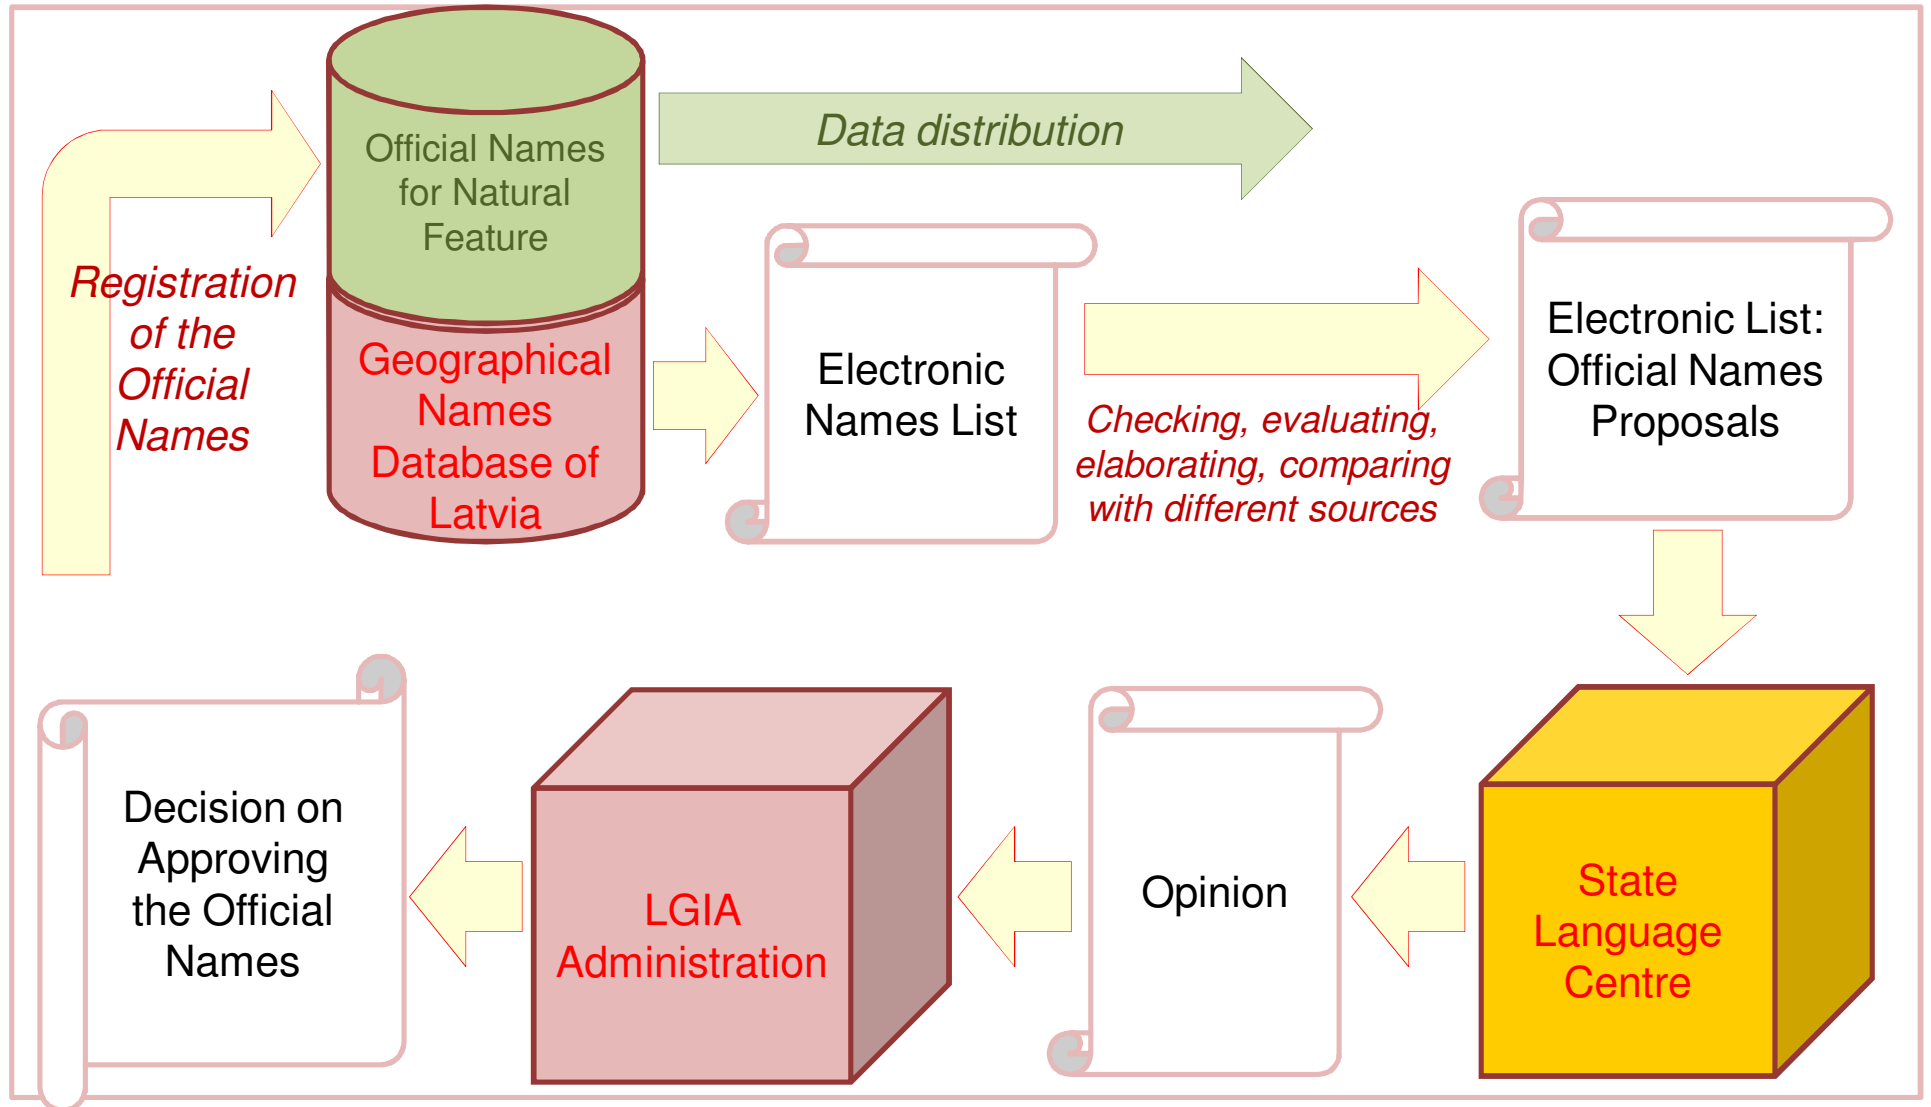 Official Names
for Natural
Feature
Data distribution
Registration
of the
Official
Names
Geographical
Names
Database of
Latvia
Electronic
Names List
Checking, evaluating,
elaborating, comparing
with different sources
Electronic List:
Official Names
Proposals
Decision on
Approving
the Official
Names
LGIA
Administration
Opinion
State
Language
Centre